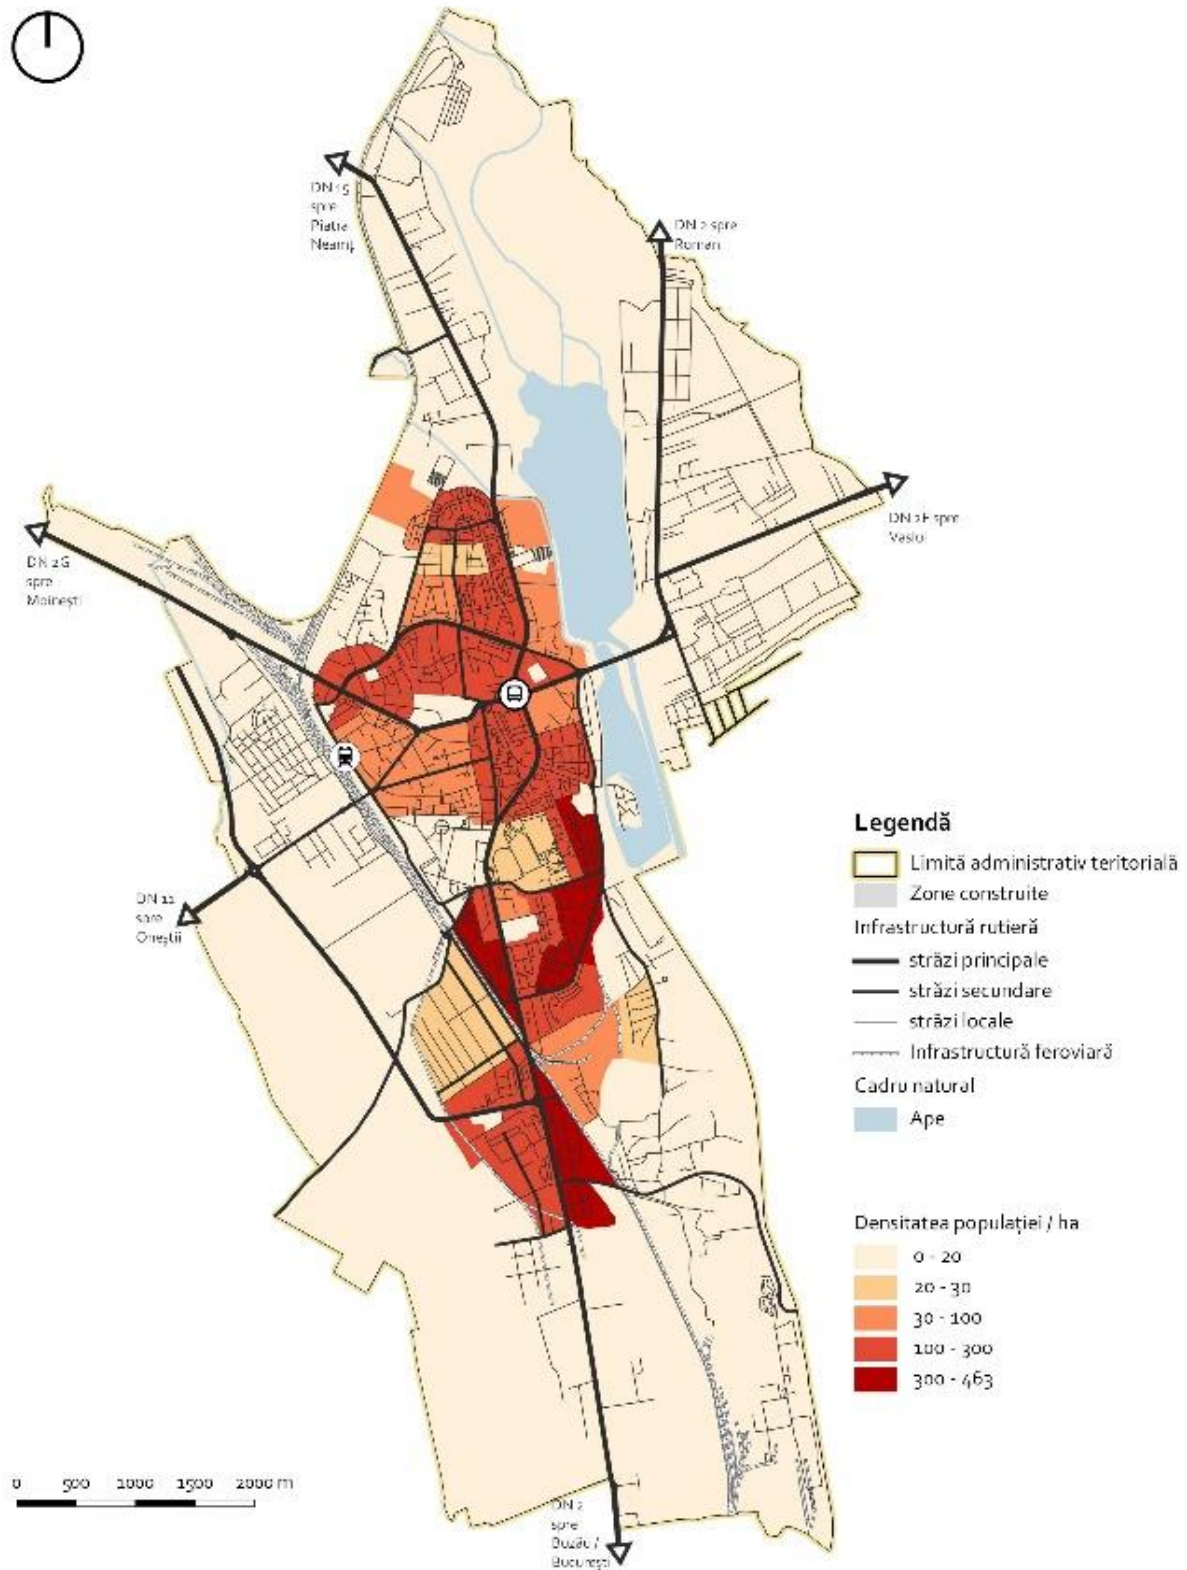 DN 15
spre
Piatra
Neamț
DN 2 spre
Roman
DN 2F spre
Vaslui
DN 2G
spre
Moinești
DN 11
spre
Onești
DN 2
spre
Buzău /
București
0 500 1000 1500 2000 m
Legendă
Limită administrativ teritorială
Zone construite
Infrastructură rutieră
străzi principale
străzi secundare
străzi locale
Infrastructură feroviară
Cadru natural
Ape
Densitatea populației / ha
0 - 20
20 - 30
30 - 100
100 - 300
300 - 463